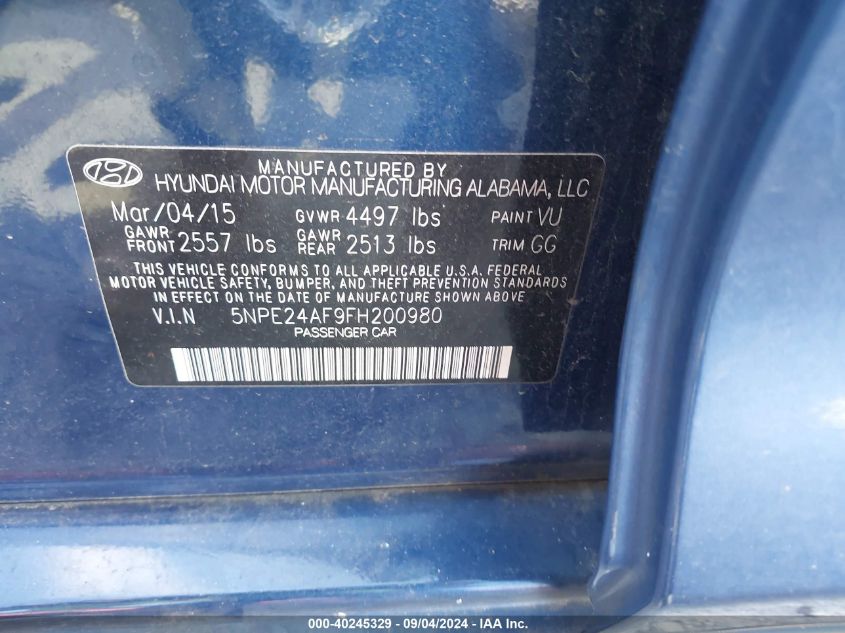 MANUFACTURED BY
HYUNDAI MOTOR MANUFACTURING ALABAMA, LLC
Mar/04/15 GVWR 4497 lbs PAINT VU
GAWR FRONT 2557 lbs GAWR REAR 2513 lbs TRIM GG
THIS VEHICLE CONFORMS TO ALL APPLICABLE U.S.A. FEDERAL
MOTOR VEHICLE SAFETY, BUMPER, AND THEFT PREVENTION STANDARDS
IN EFFECT ON THE DATE OF MANUFACTURE SHOWN ABOVE
V.I.N 5NPE24AF9FH200980
PASSENGER CAR
000-40245329 - 09/04/2024 - IAA Inc.